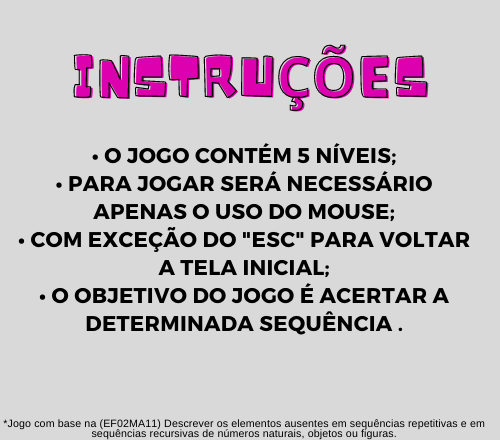 INSTRUÇÕES
• O JOGO CONTÉM 5 NÍVEIS;
• PARA JOGAR SERÁ NECESSÁRIO
APENAS O USO DO MOUSE;
• COM EXCEÇÃO DO "ESC" PARA VOLTAR
A TELA INICIAL;
• O OBJETIVO DO JOGO É ACERTAR A
DETERMINADA SEQUÊNCIA .
*Jogo com base na (EF02MA11) Descrever os elementos ausentes em sequências repetitivas e em
sequências recursivas de números naturais, objetos ou figuras.